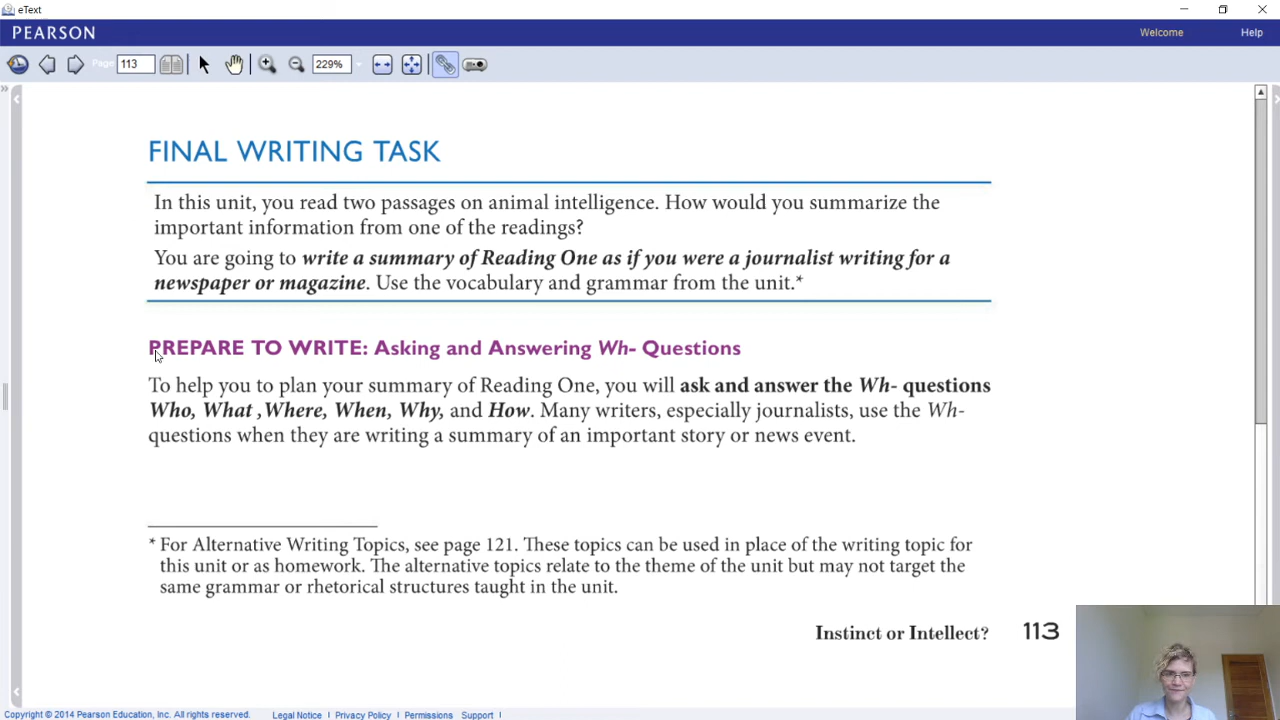 eText
PEARSON
Welcome
Help
Page 113
229%
FINAL WRITING TASK
In this unit, you read two passages on animal intelligence. How would you summarize the
important information from one of the readings?
You are going to write a summary of Reading One as if you were a journalist writing for a
newspaper or magazine. Use the vocabulary and grammar from the unit.*
PREPARE TO WRITE: Asking and Answering Wh- Questions
To help you to plan your summary of Reading One, you will ask and answer the Wh- questions
Who, What ,Where, When, Why, and How. Many writers, especially journalists, use the Wh-
questions when they are writing a summary of an important story or news event.
* For Alternative Writing Topics, see page 121. These topics can be used in place of the writing topic for
this unit or as homework. The alternative topics relate to the theme of the unit but may not target the
same grammar or rhetorical structures taught in the unit.
Instinct or Intellect? 113
Copyright © 2014 Pearson Education, Inc. All rights reserved. Legal Notice | Privacy Policy | Permissions Support |